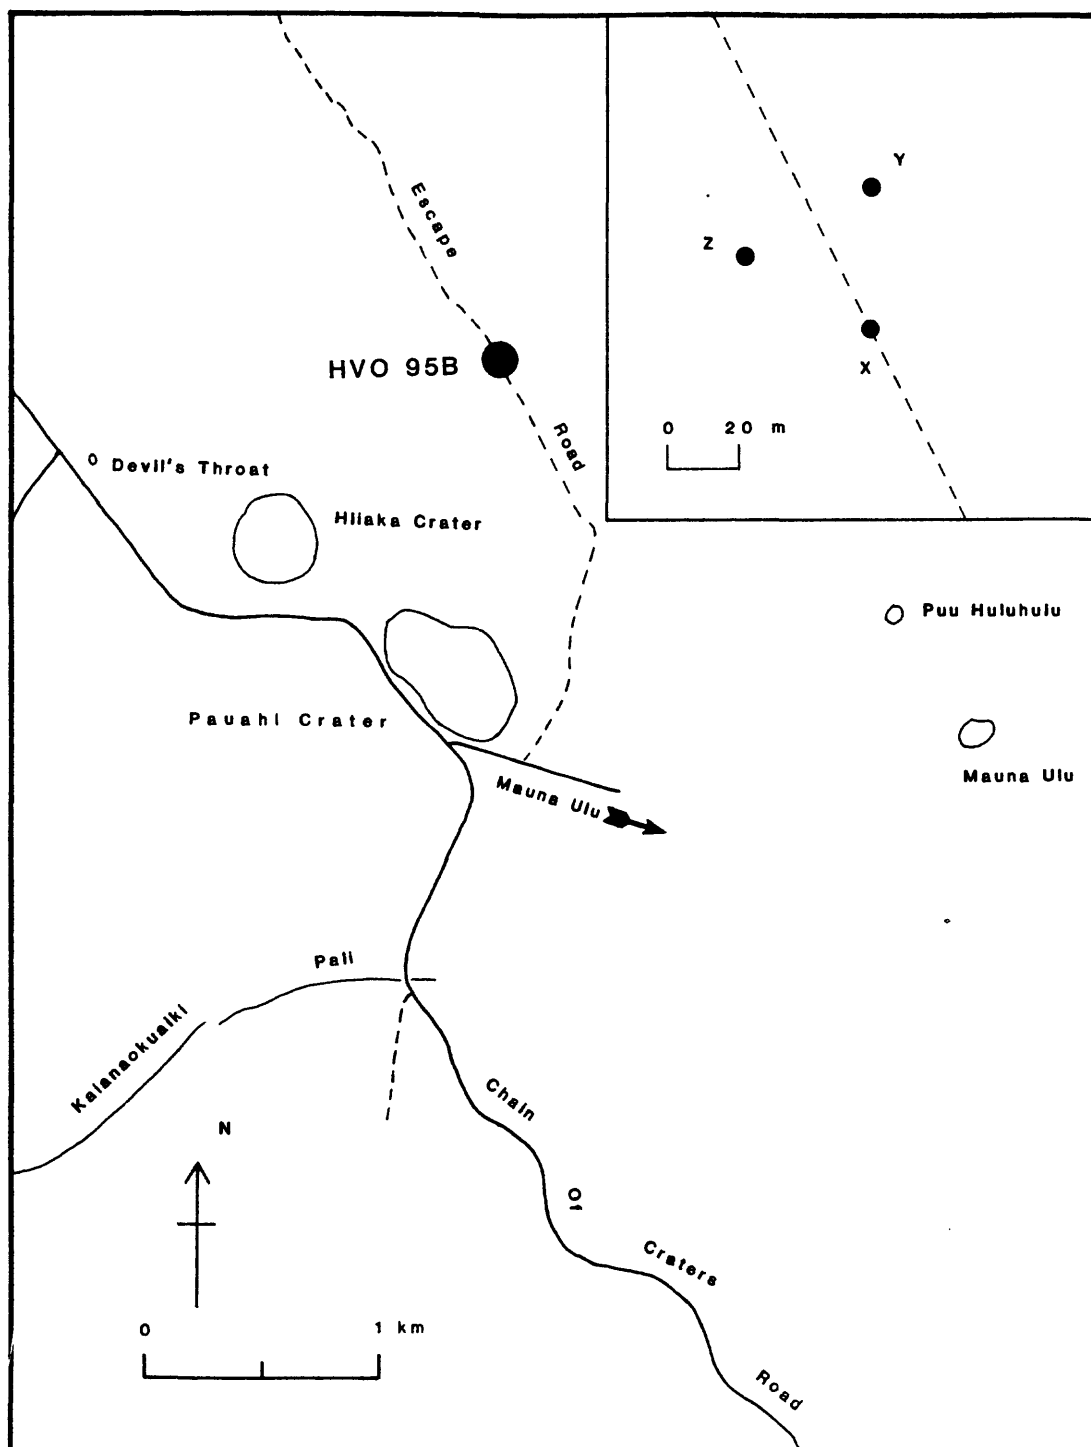 Escape
Road
HVO 95B
Devil's Throat
Hiiaka Crater
Pauahi Crater
Mauna Ulu
Pali
Kalanaokuaiki
N
0 1 km
Chain
Of
Craters
Road
Y
Z
X
0 20 m
Puu Huluhulu
Mauna Ulu